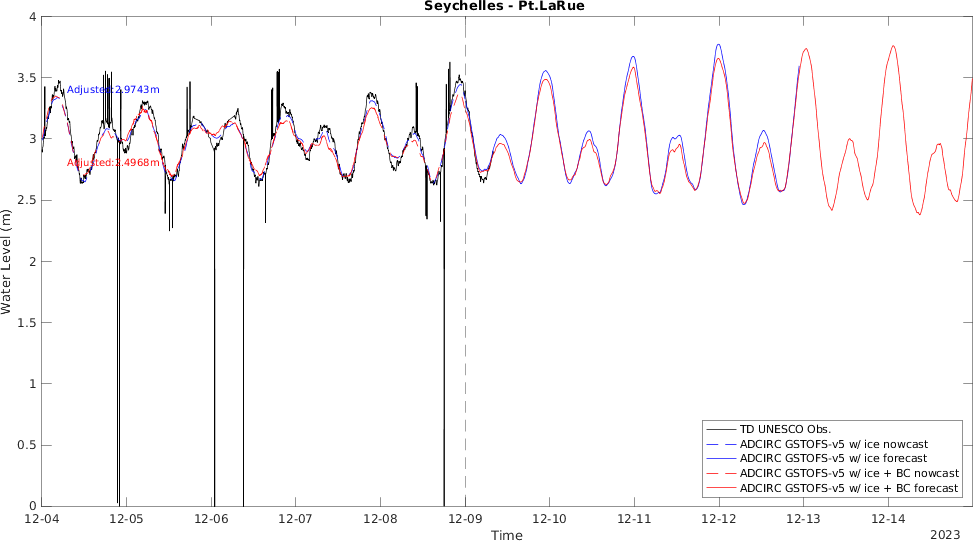 Seychelles - Pt.LaRue
Water Level (m)
4
3.5
3
2.5
2
1.5
1
0.5
0
Adjusted:2.9743m
Adjusted:2.4968m
TD UNESCO Obs.
ADCIRC GSTOFS-v5 w/ ice nowcast
ADCIRC GSTOFS-v5 w/ ice forecast
ADCIRC GSTOFS-v5 w/ ice + BC nowcast
ADCIRC GSTOFS-v5 w/ ice + BC forecast
12-04 12-05 12-06 12-07 12-08 12-09 12-10 12-11 12-12 12-13 12-14
Time
2023